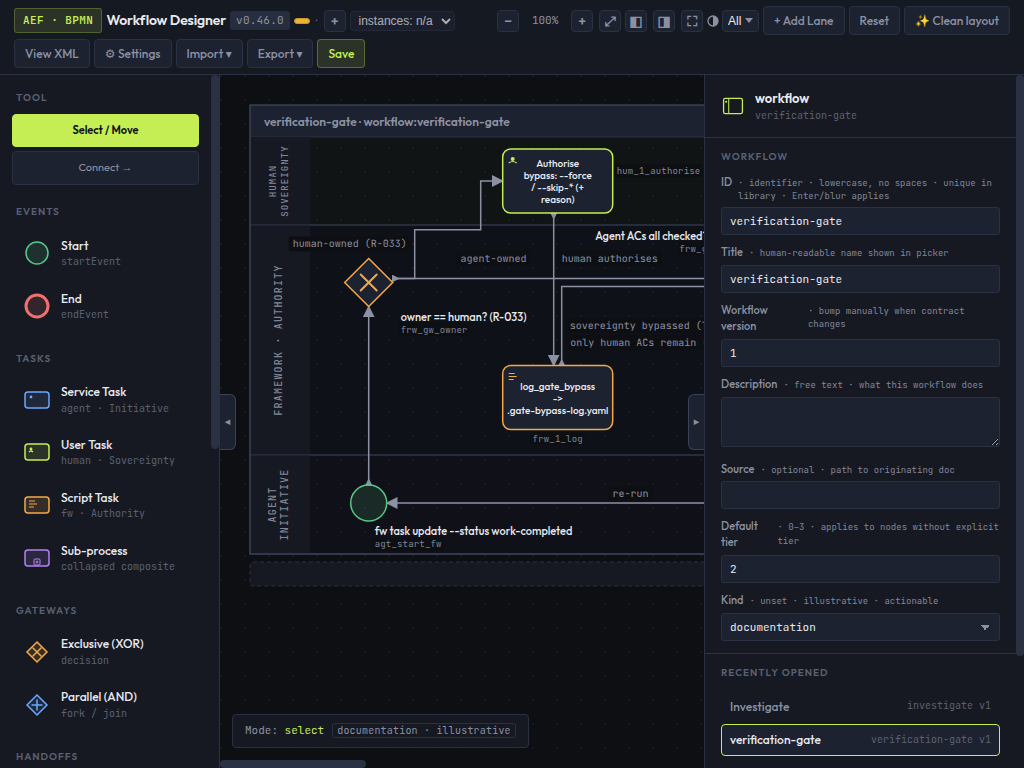 AEF · BPMN Workflow Designer v0.46.0 · + instances: n/a − 100% + All + Add Lane Reset ✨ Clean layout
View XML ⚙ Settings Import ▾ Export ▾ Save
TOOL
Select / Move
Connect →
EVENTS
Start
startEvent
End
endEvent
TASKS
Service Task
agent · Initiative
User Task
human · Sovereignty
Script Task
fw · Authority
Sub-process
collapsed composite
GATEWAYS
Exclusive (XOR)
decision
Parallel (AND)
fork / join
HANDOFFS
verification-gate · workflow:verification-gate
HUMAN
SOVEREIGNTY
Authorise
bypass: --force
/ --skip-* (+
reason)
hum_1_authorise
FRAMEWORK · AUTHORITY
human-owned (R-033)
Agent ACs all checked?
frw_g
agent-owned
human authorises
owner == human? (R-033)
frw_gw_owner
sovereignty bypassed (
only human ACs remain
log_gate_bypass
->
.gate-bypass-log.yaml
frw_1_log
AGENT
INITIATIVE
re-run
fw task update --status work-completed
agt_start_fw
Mode: select documentation · illustrative
workflow
verification-gate
WORKFLOW
ID · identifier · lowercase, no spaces · unique in
library · Enter/blur applies
verification-gate
Title · human-readable name shown in picker
verification-gate
Workflow
version · bump manually when contract
changes
1
Description · free text · what this workflow does
Source · optional · path to originating doc
Default
tier · 0–3 · applies to nodes without explicit
tier
2
Kind · unset · illustrative · actionable
documentation
RECENTLY OPENED
Investigate investigate v1
verification-gate verification-gate v1